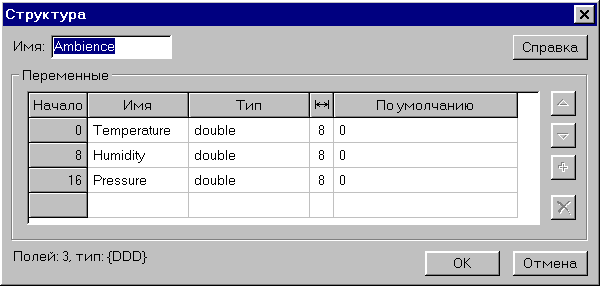 Структура
Имя: Ambience
Справка
Переменные
Начало Имя Тип По умолчанию
0 Temperature double 8 0
8 Humidity double 8 0
16 Pressure double 8 0
Полей: 3, тип: {DDD}
OK Отмена